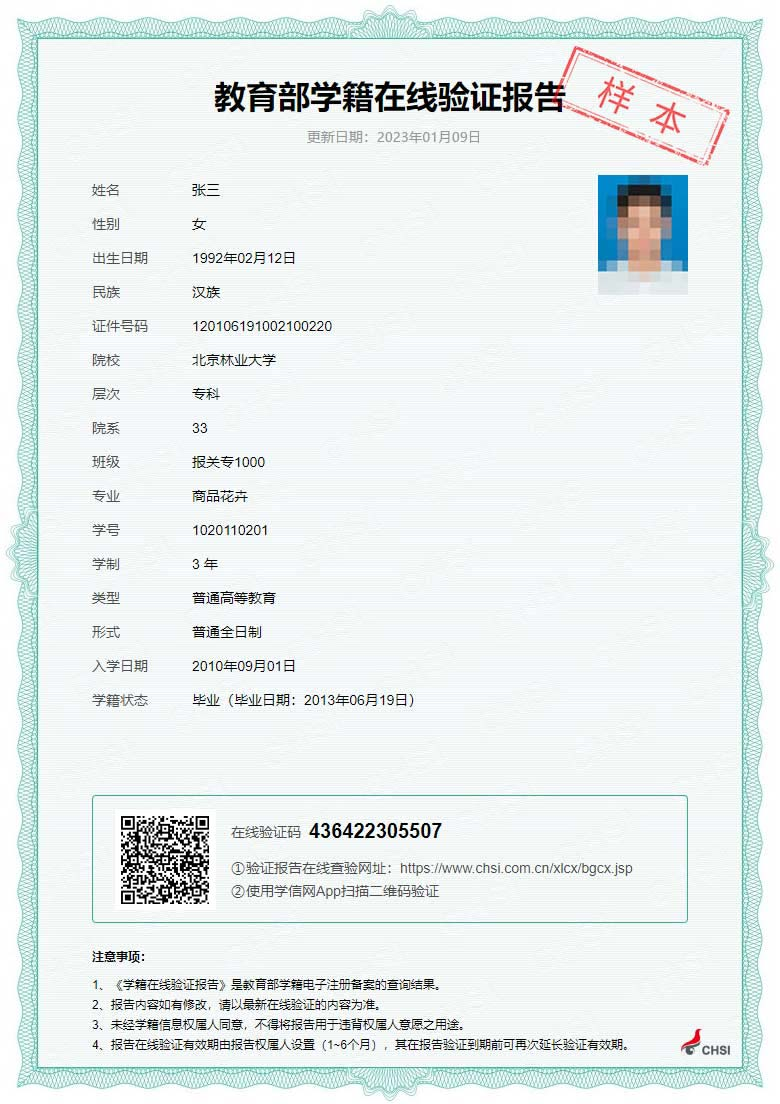 教育部学籍在线验证报告
样本
更新日期：2023年01月09日
姓名 张三
性别 女
出生日期 1992年02月12日
民族 汉族
证件号码 120106191002100220
院校 北京林业大学
层次 专科
院系 33
班级 报关专1000
专业 商品花卉
学号 1020110201
学制 3 年
类型 普通高等教育
形式 普通全日制
入学日期 2010年09月01日
学籍状态 毕业（毕业日期：2013年06月19日）
在线验证码 436422305507
①验证报告在线查验网址：https://www.chsi.com.cn/xlcx/bgcx.jsp
②使用学信网App扫描二维码验证
注意事项：
1、《学籍在线验证报告》是教育部学籍电子注册备案的查询结果。
2、报告内容如有修改，请以最新在线验证的内容为准。
3、未经学籍信息权属人同意，不得将报告用于违背权属人意愿之用途。
4、报告在线验证有效期由报告权属人设置（1~6个月），其在报告验证到期前可再次延长验证有效期。
CHSI